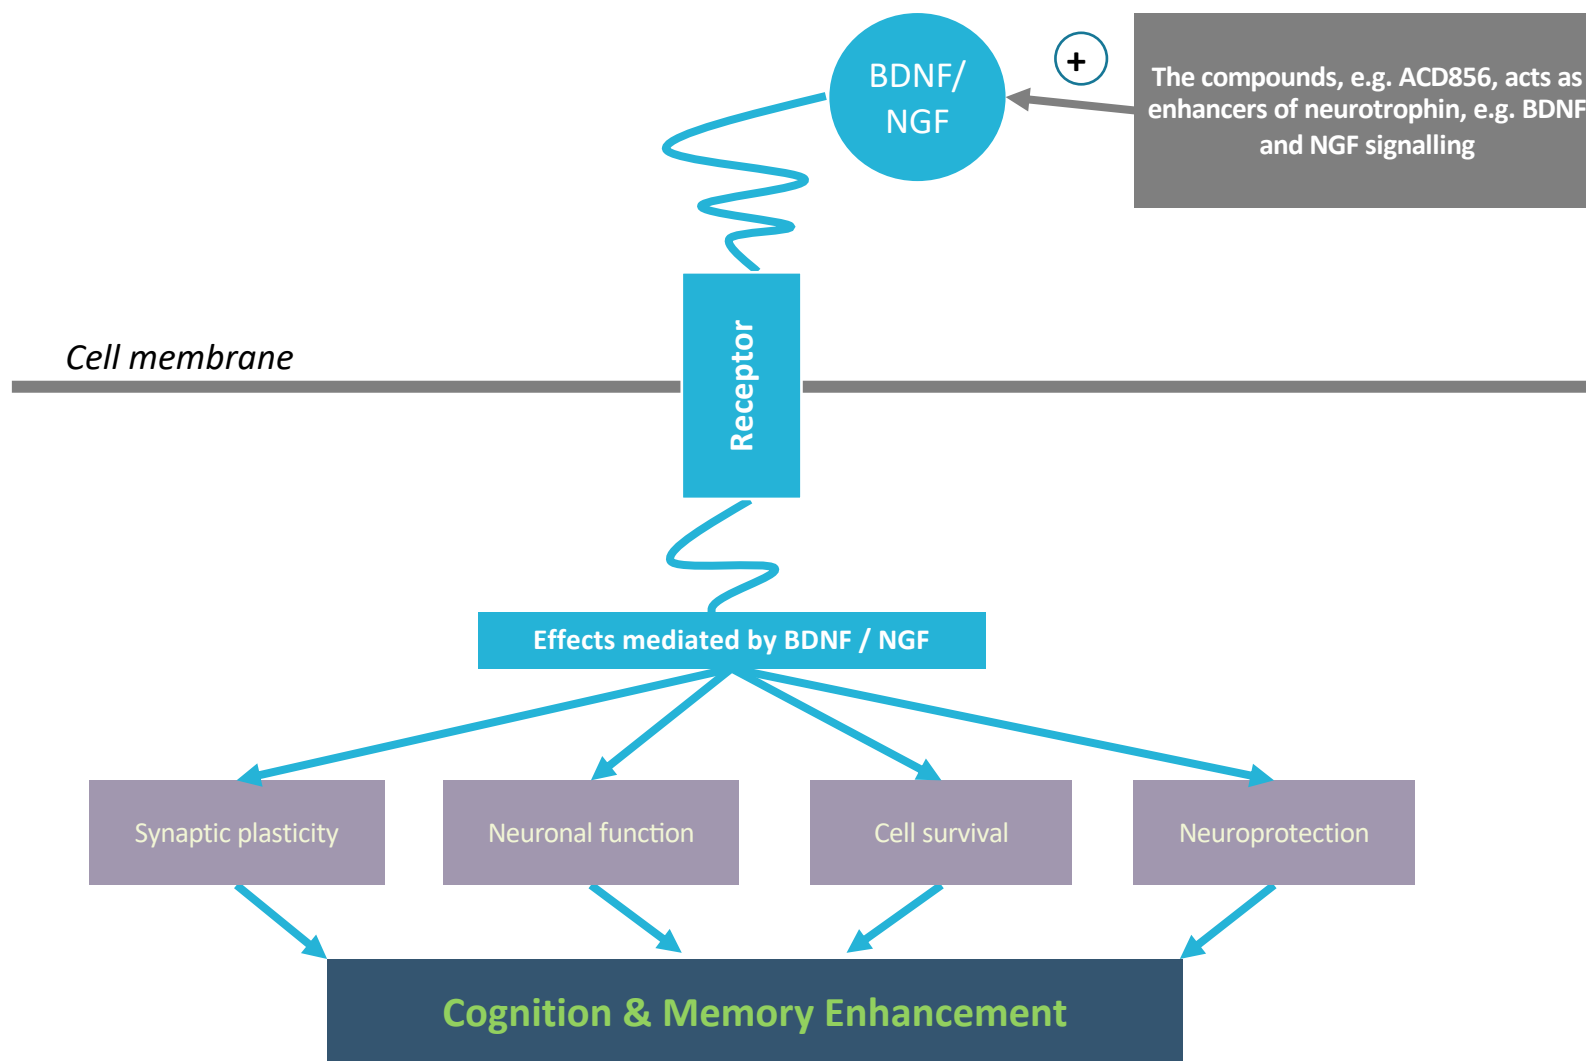 BDNF/
NGF
+
The compounds, e.g. ACD856, acts as
enhancers of neurotrophin, e.g. BDNF
and NGF signalling
Cell membrane
Receptor
Effects mediated by BDNF / NGF
Synaptic plasticity
Neuronal function
Cell survival
Neuroprotection
Cognition & Memory Enhancement